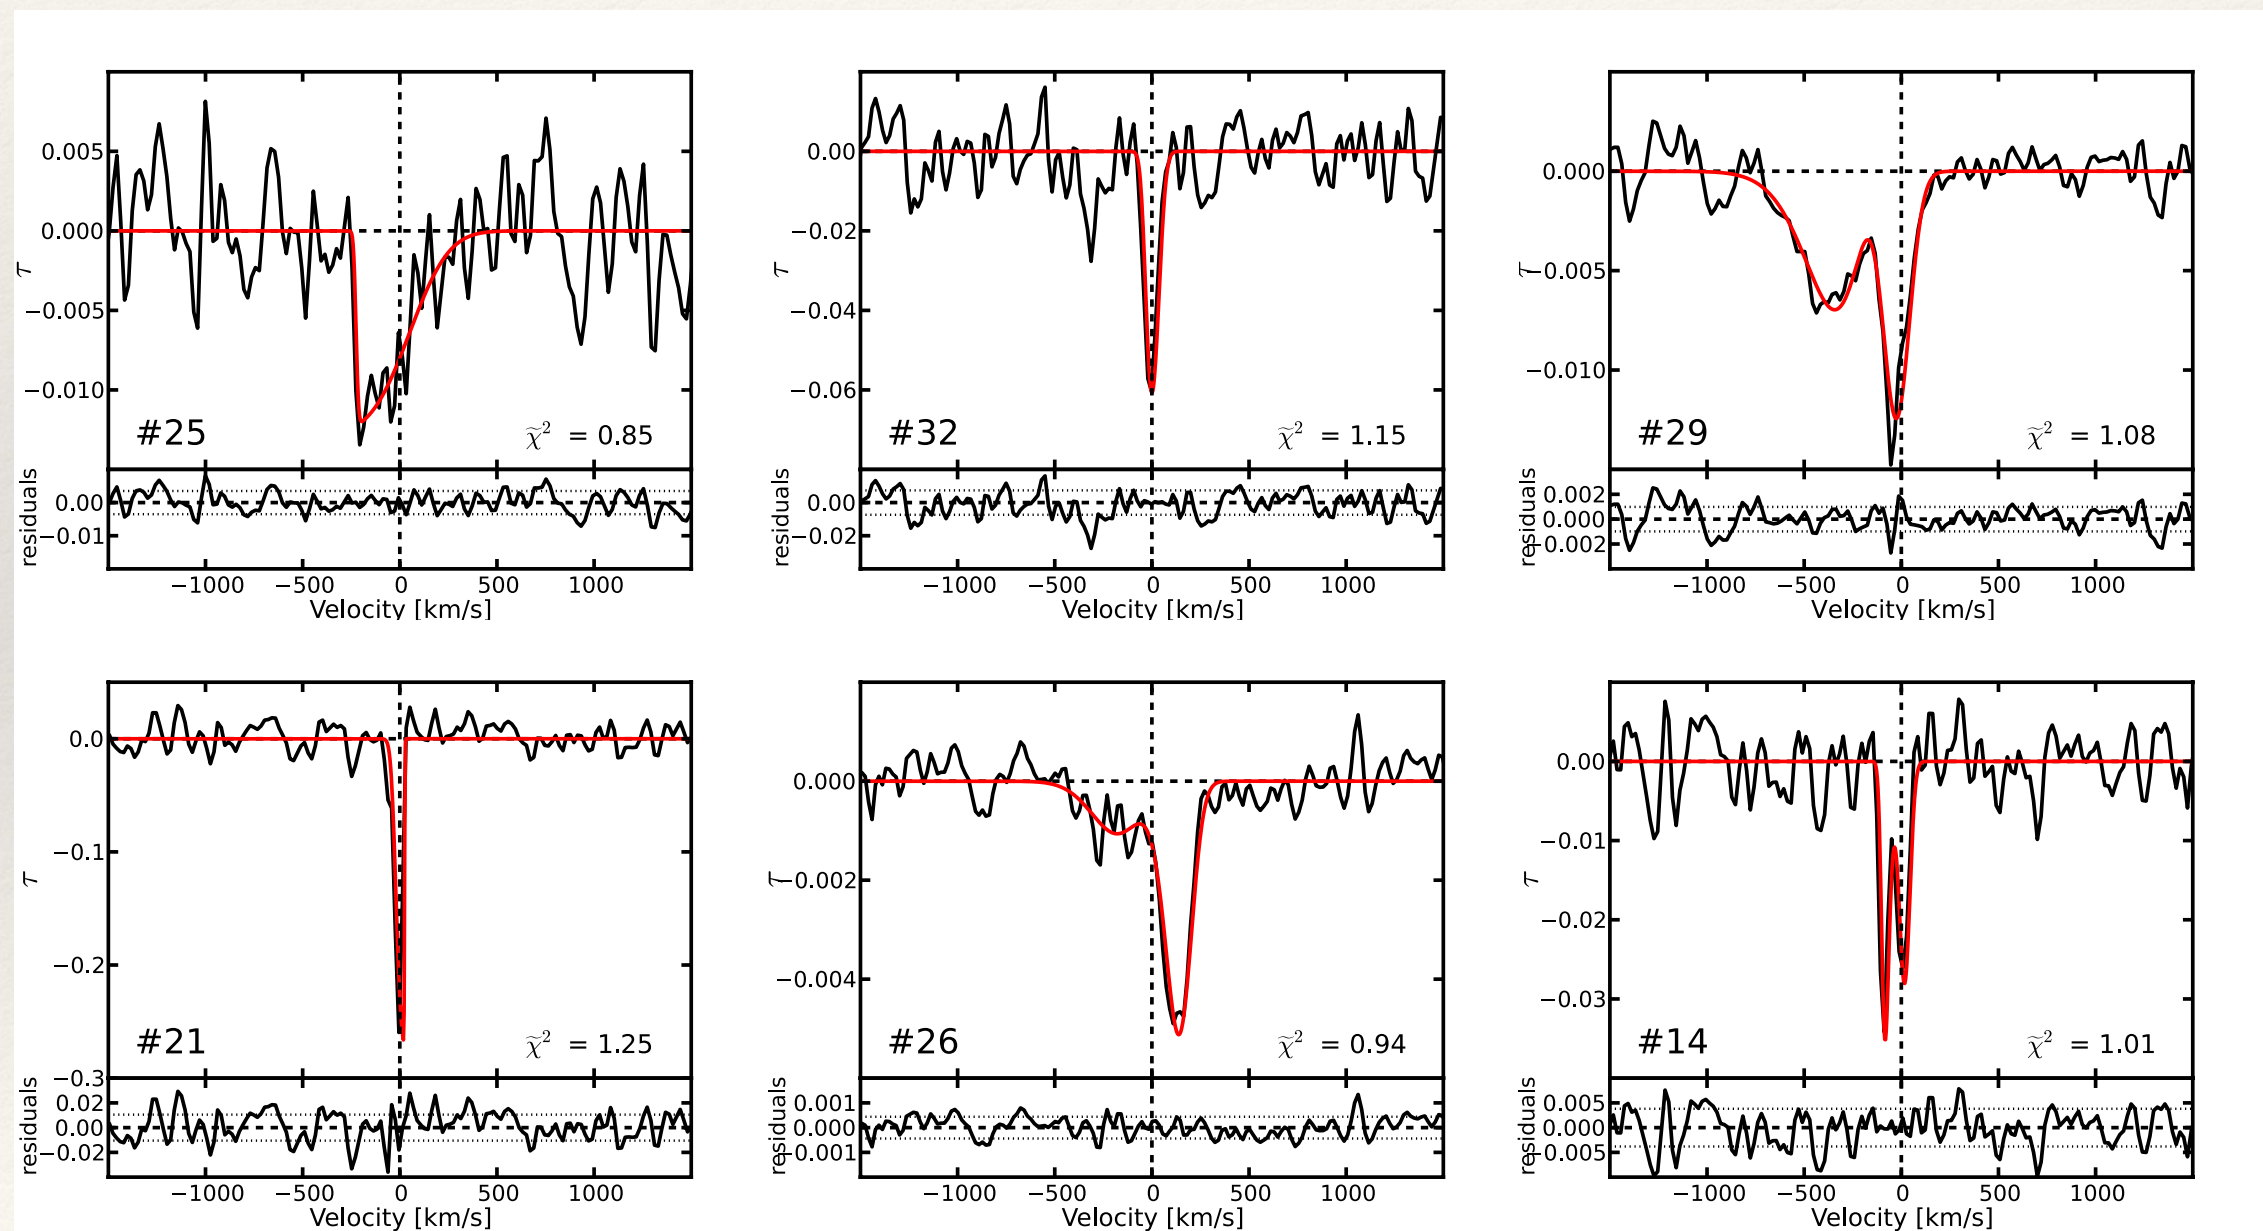 0.005
0.000
−0.005
−0.010
τ
#25
χ̃² = 0.85
0.00
−0.01
residuals
−1000 −500 0 500 1000
Velocity [km/s]
0.00
−0.02
−0.04
−0.06
τ
#32
χ̃² = 1.15
0.00
−0.02
residuals
−1000 −500 0 500 1000
Velocity [km/s]
0.000
−0.005
−0.010
τ
#29
χ̃² = 1.08
0.002
0.000
−0.002
residuals
−1000 −500 0 500 1000
Velocity [km/s]
0.0
−0.1
−0.2
−0.3
τ
#21
χ̃² = 1.25
0.02
0.00
−0.02
residuals
−1000 −500 0 500 1000
Velocity [km/s]
0.000
−0.002
−0.004
τ
#26
χ̃² = 0.94
0.001
0.000
−0.001
residuals
−1000 −500 0 500 1000
Velocity [km/s]
0.00
−0.01
−0.02
−0.03
τ
#14
χ̃² = 1.01
0.005
0.000
−0.005
residuals
−1000 −500 0 500 1000
Velocity [km/s]